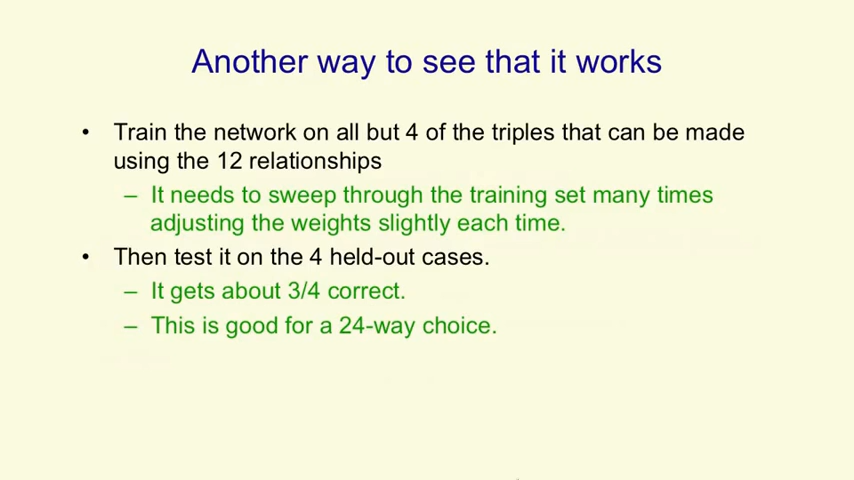 Another way to see that it works
• Train the network on all but 4 of the triples that can be made
using the 12 relationships
– It needs to sweep through the training set many times
adjusting the weights slightly each time.
• Then test it on the 4 held-out cases.
– It gets about 3/4 correct.
– This is good for a 24-way choice.